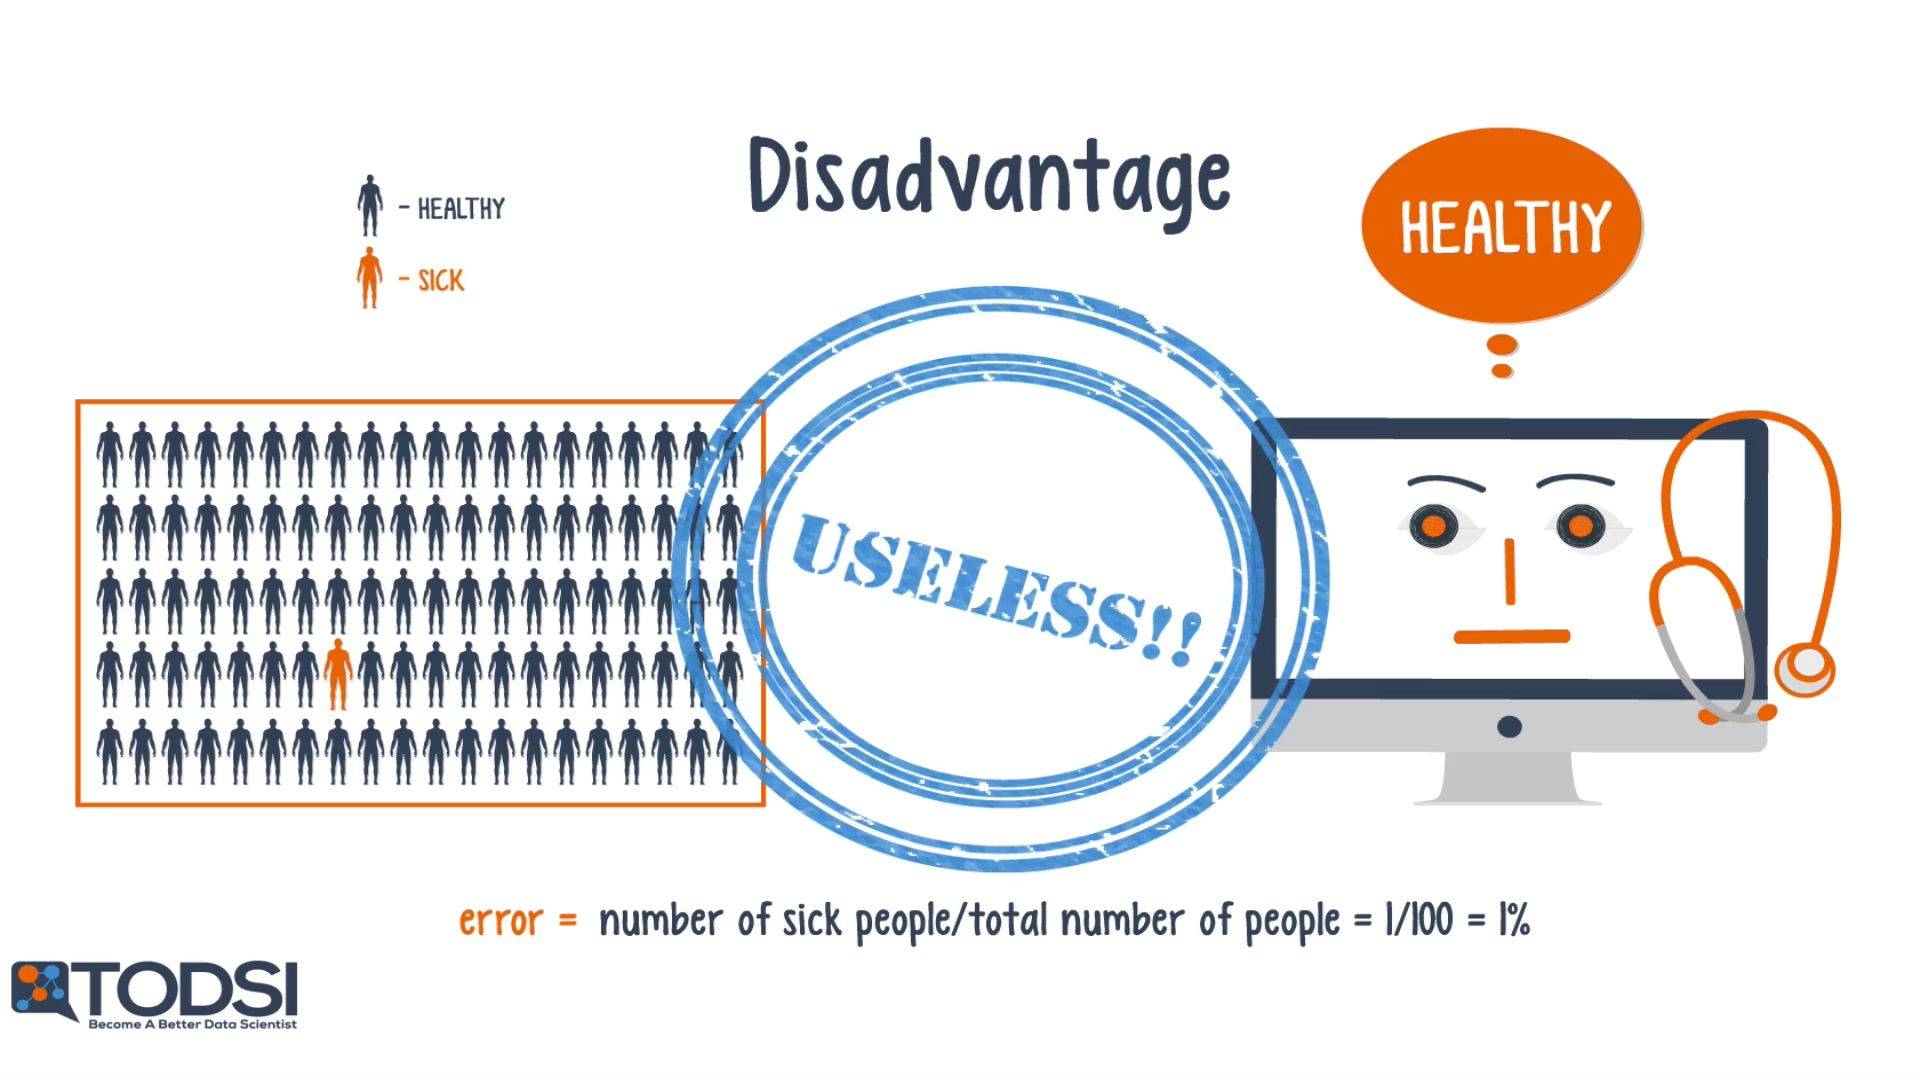 Disadvantage
- HEALTHY
- SICK
HEALTHY
USELESS!!
error = number of sick people/total number of people = 1/100 = 1%
TODSI
Become A Better Data Scientist